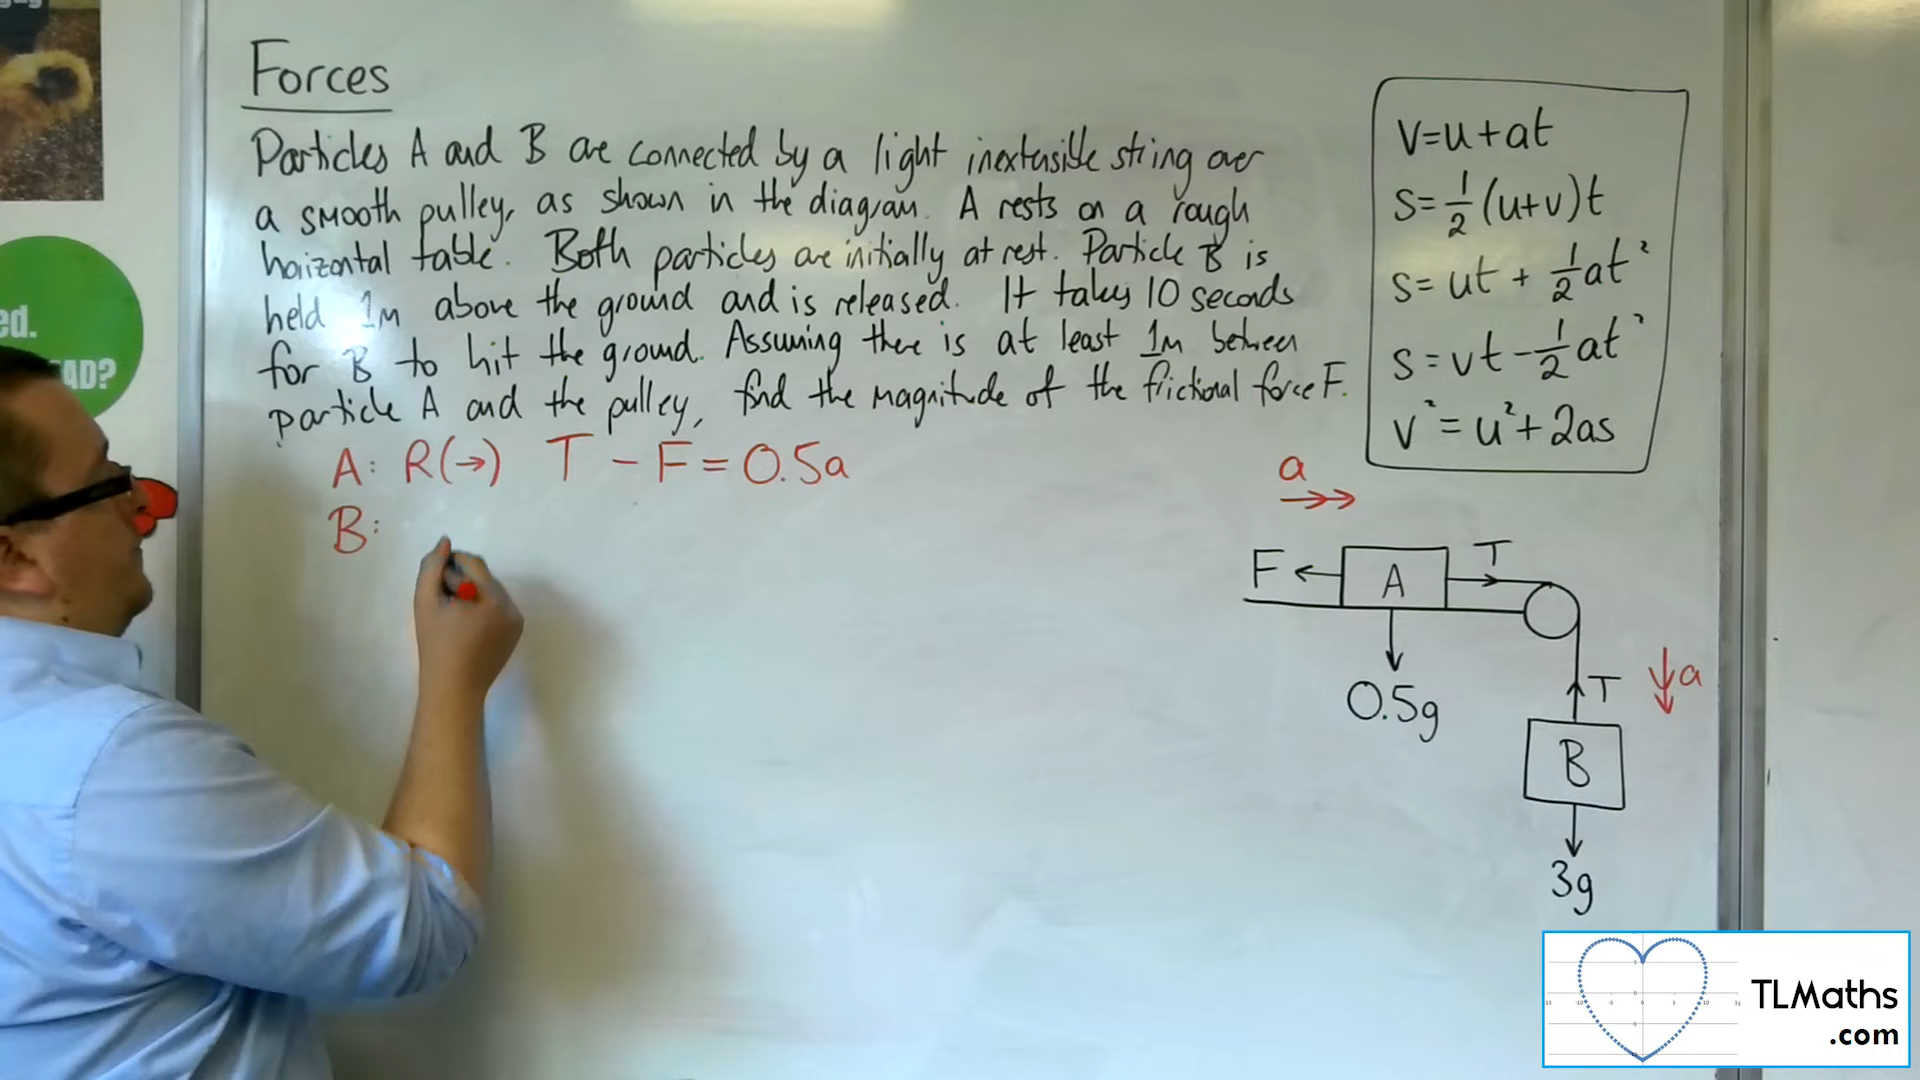 Forces
Particles A and B are connected by a light inextensible string over
a smooth pulley, as shown in the diagram. A rests on a rough
horizontal table. Both particles are initially at rest. Particle B is
held 1m above the ground and is released. It takes 10 seconds
for B to hit the ground. Assuming there is at least 1m between
particle A and the pulley, find the magnitude of the frictional force F.
A: R(→) T - F = 0.5a
B:
v=u+at
s=½(u+v)t
s=ut + ½at²
s=vt-½at²
v²=u²+2as
a
F
A
T
0.5g
T
a
B
3g
ed.
AD?
TLMaths
.com